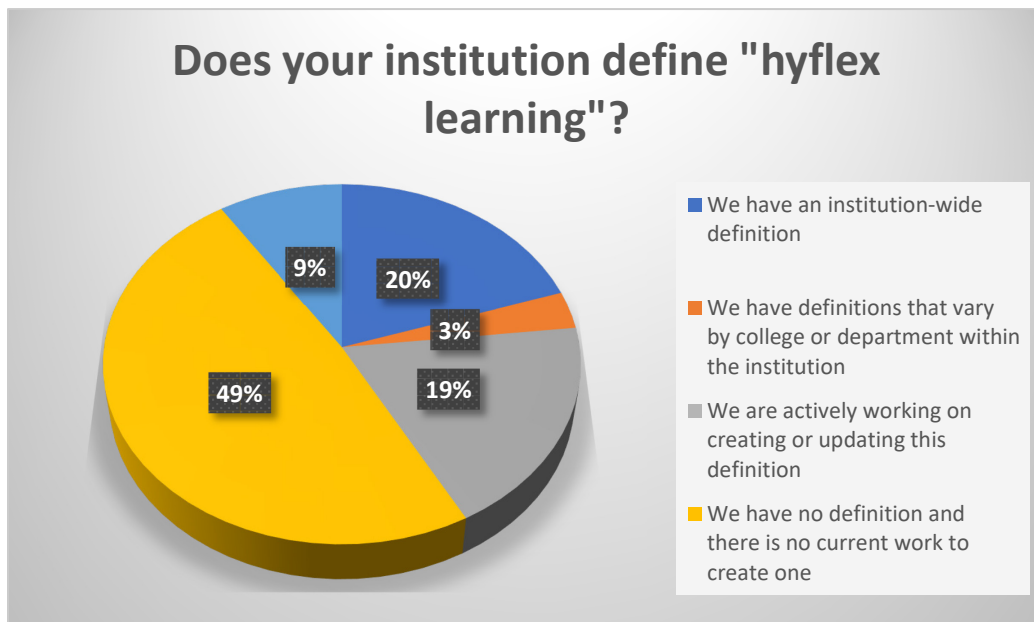 Does your institution define "hyflex
learning"?
9%
20%
3%
19%
49%
We have an institution-wide
definition
We have definitions that vary
by college or department within
the institution
We are actively working on
creating or updating this
definition
We have no definition and
there is no current work to
create one